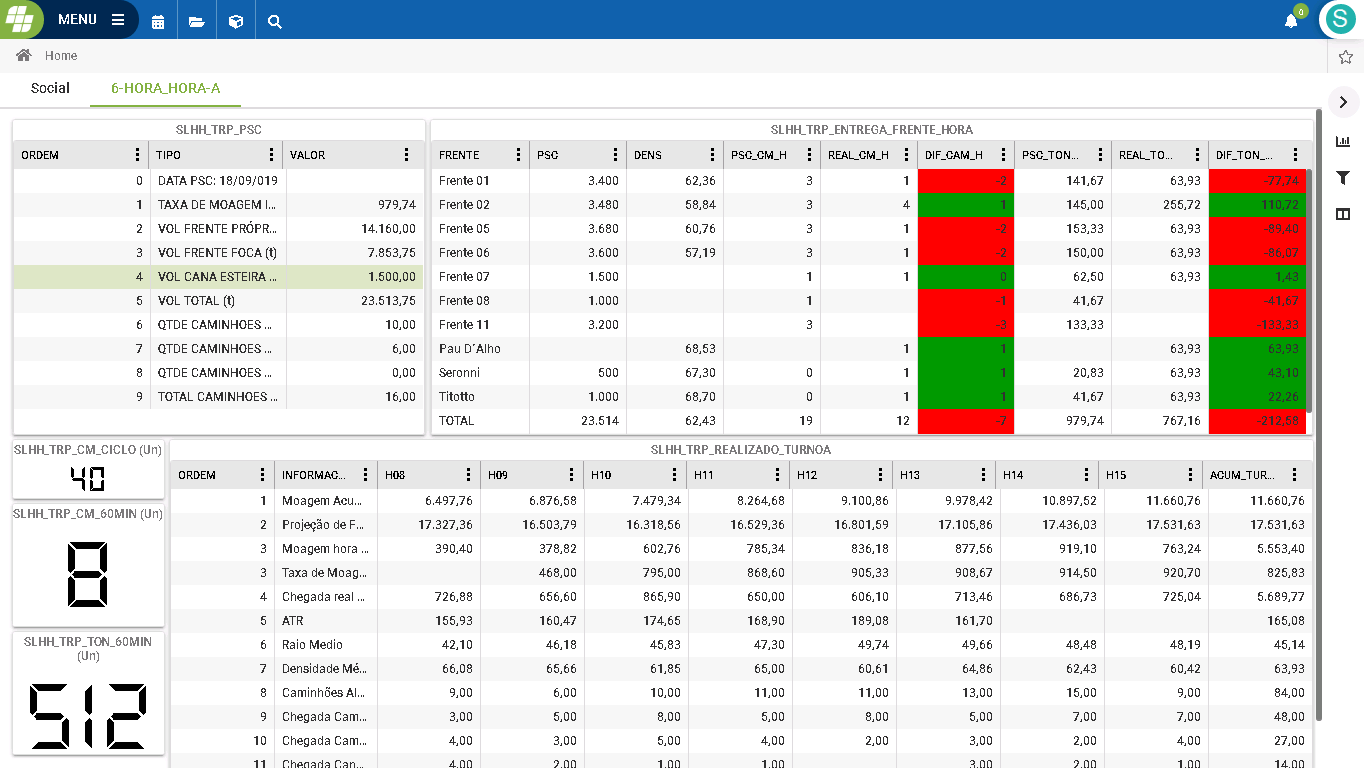 MENU
0
S
Home
Social 6-HORA_HORA-A
SLHH_TRP_PSC
ORDEM TIPO VALOR
0 DATA PSC: 18/09/019
1 TAXA DE MOAGEM I... 979,74
2 VOL FRENTE PRÓPR... 14.160,00
3 VOL FRENTE FOCA (t) 7.853,75
4 VOL CANA ESTEIRA ... 1.500,00
5 VOL TOTAL (t) 23.513,75
6 QTDE CAMINHOES ... 10,00
7 QTDE CAMINHOES ... 6,00
8 QTDE CAMINHOES ... 0,00
9 TOTAL CAMINHOES ... 16,00
SLHH_TRP_ENTREGA_FRENTE_HORA
FRENTE PSC DENS PSC_CM_H REAL_CM_H DIF_CAM_H PSC_TON... REAL_TO... DIF_TON_...
Frente 01 3.400 62,36 3 1 -2 141,67 63,93 -77,74
Frente 02 3.480 58,84 3 4 1 145,00 255,72 110,72
Frente 05 3.680 60,76 3 1 -2 153,33 63,93 -89,40
Frente 06 3.600 57,19 3 1 -2 150,00 63,93 -86,07
Frente 07 1.500 1 1 0 62,50 63,93 1,43
Frente 08 1.000 1 -1 41,67 -41,67
Frente 11 3.200 3 -3 133,33 -133,33
Pau D´Alho 68,53 1 1 63,93 63,93
Seronni 500 67,30 0 1 1 20,83 63,93 43,10
Titotto 1.000 68,70 0 1 1 41,67 63,93 22,26
TOTAL 23.514 62,43 19 12 -7 979,74 767,16 -212,58
SLHH_TRP_CM_CICLO (Un)
40
SLHH_TRP_CM_60MIN (Un)
8
SLHH_TRP_TON_60MIN
(Un)
512
SLHH_TRP_REALIZADO_TURNOA
ORDEM INFORMAC... H08 H09 H10 H11 H12 H13 H14 H15 ACUM_TUR...
1 Moagem Acu... 6.497,76 6.876,58 7.479,34 8.264,68 9.100,86 9.978,42 10.897,52 11.660,76 11.660,76
2 Projeção de F... 17.327,36 16.503,79 16.318,56 16.529,36 16.801,59 17.105,86 17.436,03 17.531,63 17.531,63
3 Moagem hora ... 390,40 378,82 602,76 785,34 836,18 877,56 919,10 763,24 5.553,40
3 Taxa de Moag... 468,00 795,00 868,60 905,33 908,67 914,50 920,70 825,83
4 Chegada real ... 726,88 656,60 865,90 650,00 606,10 713,46 686,73 725,04 5.689,77
5 ATR 155,93 160,47 174,65 168,90 189,08 161,70 165,08
6 Raio Medio 42,10 46,18 45,83 47,30 49,74 49,66 48,48 48,19 45,14
7 Densidade Mé... 66,08 65,66 61,85 65,00 60,61 64,86 62,43 60,42 63,93
8 Caminhões Al... 9,00 6,00 10,00 11,00 11,00 13,00 15,00 9,00 84,00
9 Chegada Cam... 3,00 5,00 8,00 5,00 8,00 5,00 7,00 7,00 48,00
10 Chegada Cam... 4,00 3,00 5,00 4,00 2,00 3,00 2,00 4,00 27,00
11 Chegada Can... 4,00 2,00 1,00 1,00 3,00 2,00 1,00 14,00